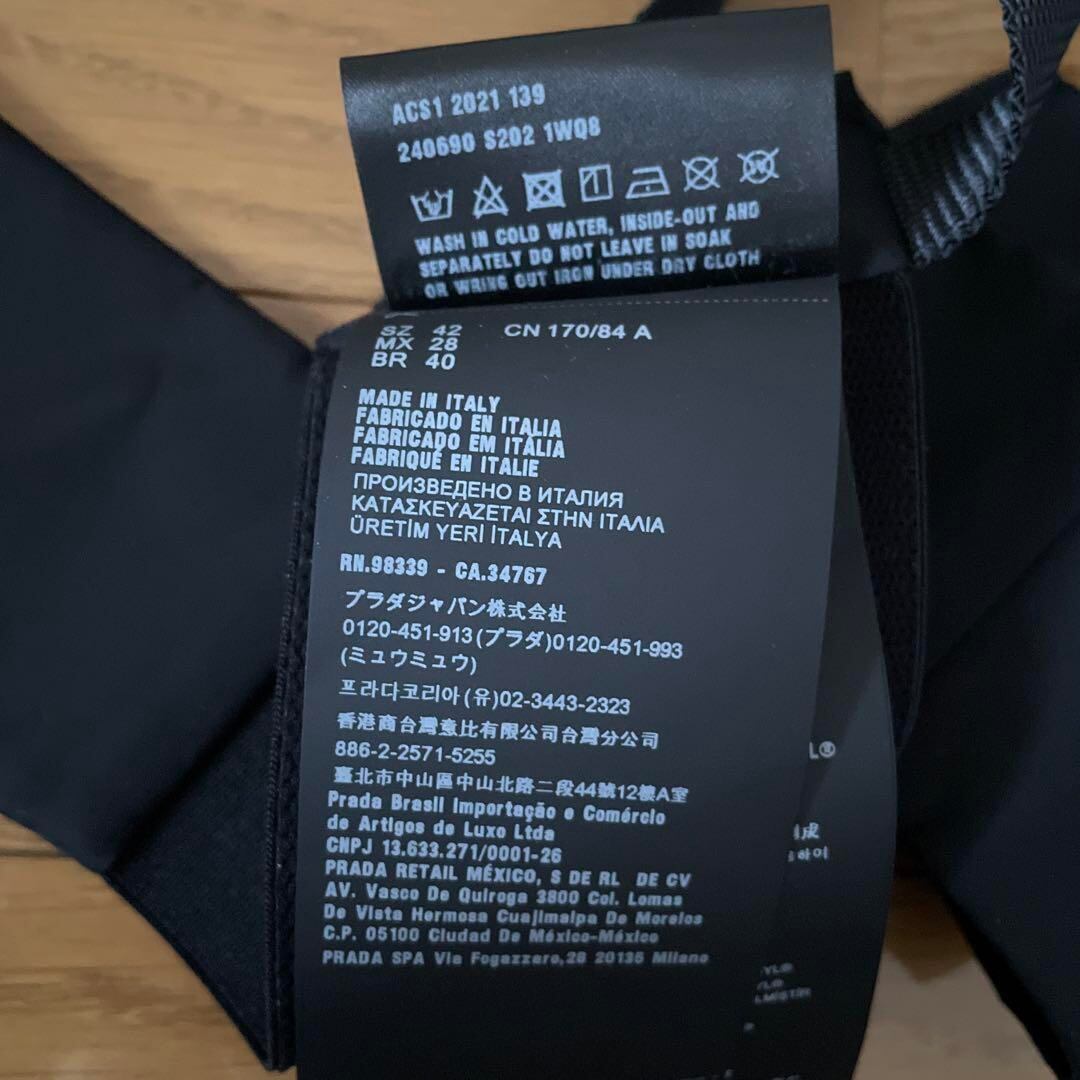 ACS1 2021 139
240690 S202 1WQ8
WASH IN COLD WATER, INSIDE-OUT AND
SEPARATELY DO NOT LEAVE IN SOAK
OR WRING OUT IRON UNDER DRY CLOTH
SZ 42 CN 170/84 A
MX 28
BR 40
MADE IN ITALY
FABRICADO EN ITALIA
FABRICADO EM ITÁLIA
FABRIQUÉ EN ITALIE
ПРОИЗВЕДЕНО В ИТАЛИЯ
ΚΑΤΑΣΚΕΥΑΖΕΤΑΙ ΣΤΗΝ ΙΤΑΛΙΑ
ÜRETİM YERİ İTALYA
RN.98339 - CA.34767
プラダジャパン株式会社
0120-451-913(プラダ)0120-451-993
(ミュウミュウ)
프라다코리아(유)02-3443-2323
香港商台灣意比有限公司台灣分公司
886-2-2571-5255
臺北市中山區中山北路二段44號12樓A室
Prada Brasil Importação e Comércio
de Artigos de Luxo Ltda
CNPJ 13.633.271/0001-26
PRADA RETAIL MÉXICO, S DE RL DE CV
AV. Vasco De Quiroga 3800 Col. Lomas
De Vista Hermosa Cuajimalpa De Morelos
C.P. 05100 Ciudad De México-México
PRADA SPA Via Fogazzaro,28 20135 Milano
L®
成
하이
YL®